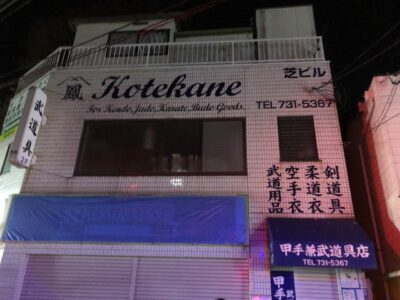 鳳
Kotekane
芝ビル
For Kendo, Judo, Karate, Budo Goods.
TEL 731-5367
武道具
剣道具
柔道衣
空手衣
武道用品
甲手兼武道具店
TEL 731-5367
甲手
武